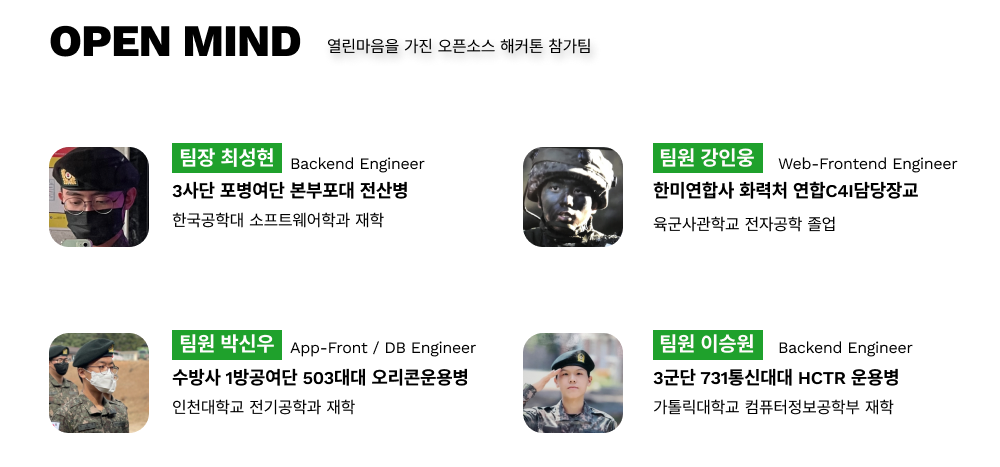 OPEN MIND 열린마음을 가진 오픈소스 해커톤 참가팀
팀장 최성현 Backend Engineer
3사단 포병여단 본부포대 전산병
한국공학대 소프트웨어학과 재학
팀원 강인웅 Web-Frontend Engineer
한미연합사 화력처 연합C4I담당장교
육군사관학교 전자공학 졸업
팀원 박신우 App-Front / DB Engineer
수방사 1방공여단 503대대 오리콘운용병
인천대학교 전기공학과 재학
팀원 이승원 Backend Engineer
3군단 731통신대대 HCTR 운용병
가톨릭대학교 컴퓨터정보공학부 재학